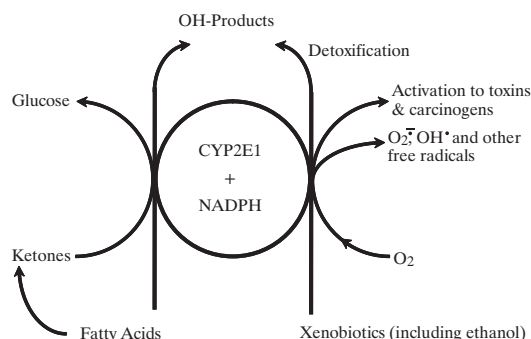 OH-Products
Detoxification
Glucose
Activation to toxins
& carcinogens
O₂⁻; OH• and other
free radicals
CYP2E1
+
NADPH
Ketones
O₂
Fatty Acids
Xenobiotics (including ethanol)